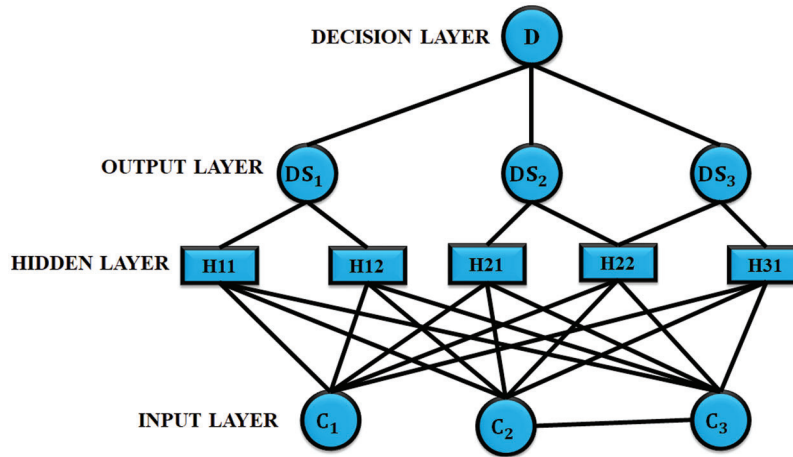 DECISION LAYER D
OUTPUT LAYER DS₁ DS₂ DS₃
HIDDEN LAYER H11 H12 H21 H22 H31
INPUT LAYER C₁ C₂ C₃